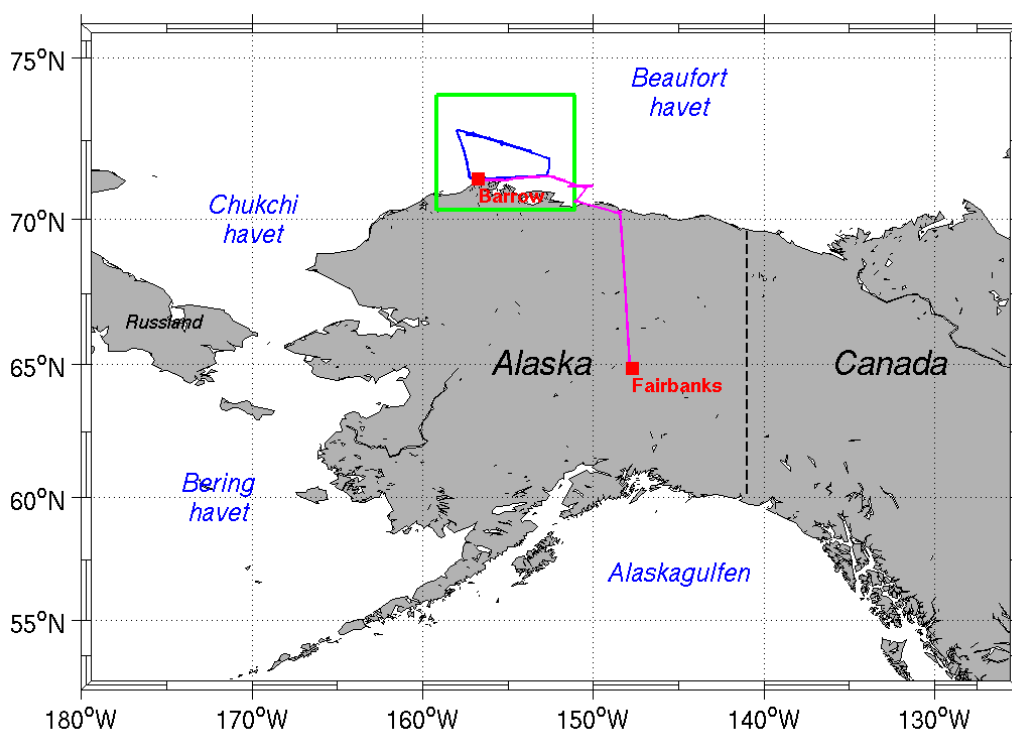 75°N
Beaufort
havet
Barrow
Chukchi
havet
70°N
Russland
65°N
Alaska
Canada
Fairbanks
Bering
havet
60°N
Alaskagulfen
55°N
180°W 170°W 160°W 150°W 140°W 130°W